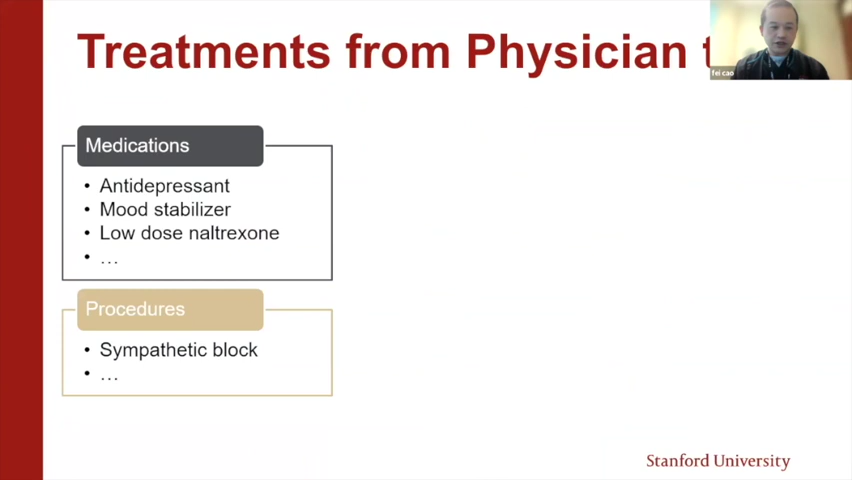 Treatments from Physician
fei cao
Medications
• Antidepressant
• Mood stabilizer
• Low dose naltrexone
• …
Procedures
• Sympathetic block
• …
Stanford University